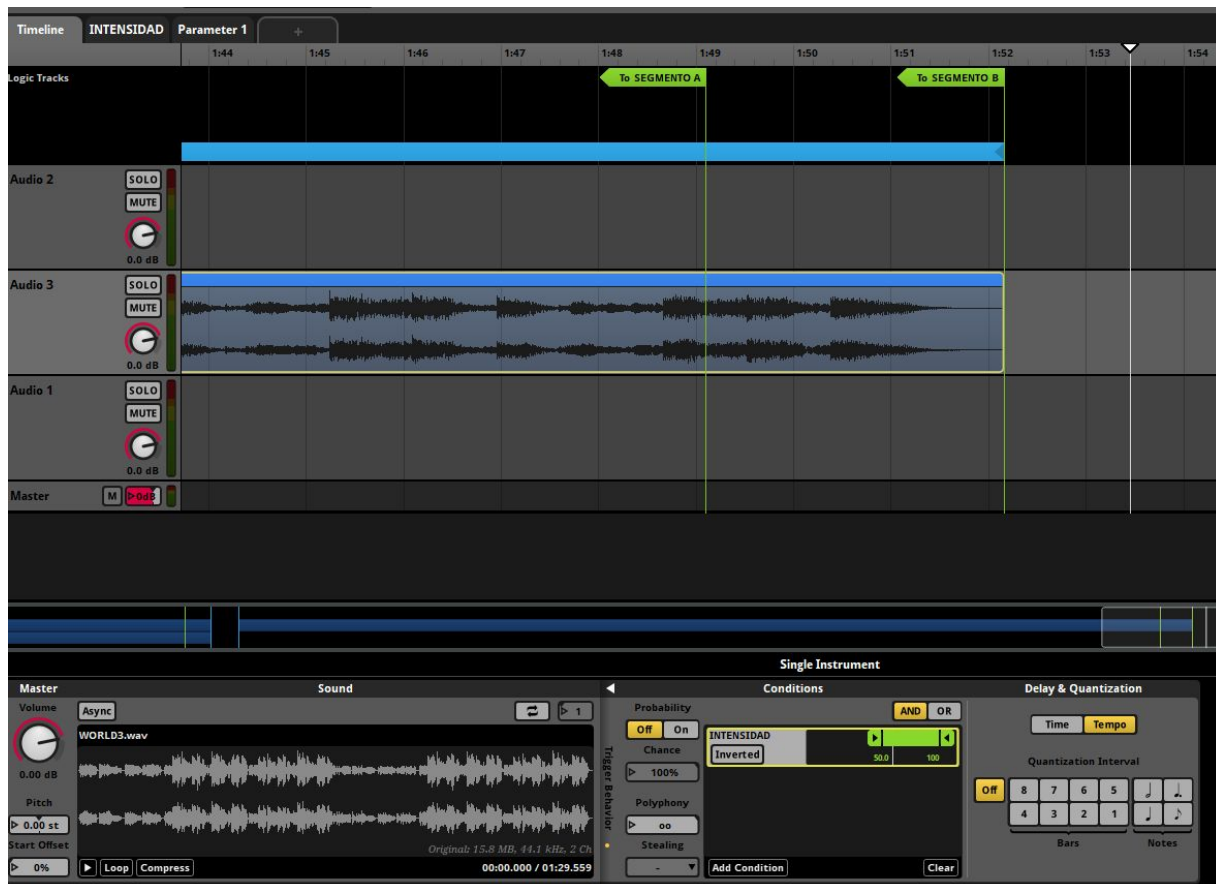 Timeline INTENSIDAD Parameter 1 +
1:44 1:45 1:46 1:47 1:48 1:49 1:50 1:51 1:52 1:53 1:54
Logic Tracks
To SEGMENTO A To SEGMENTO B
Audio 2 SOLO
MUTE
0.0 dB
Audio 3 SOLO
MUTE
0.0 dB
Audio 1 SOLO
MUTE
0.0 dB
Master M 0dB
Single Instrument
Master Sound Conditions Delay & Quantization
Volume Async 1 Probability AND OR
Off On
Time Tempo
WORLD3.wav
INTENSIDAD
Inverted
50.0 100
Chance
100%
Quantization Interval
0.00 dB
Off 8 7 6 5
4 3 2 1
Bars Notes
Trigger Behavior
Pitch
0.00 st
Polyphony
oo
Start Offset
0%
Stealing
-
Original: 15.8 MB, 44.1 kHz, 2 Ch
Loop Compress 00:00.000 / 01:29.559
Add Condition Clear